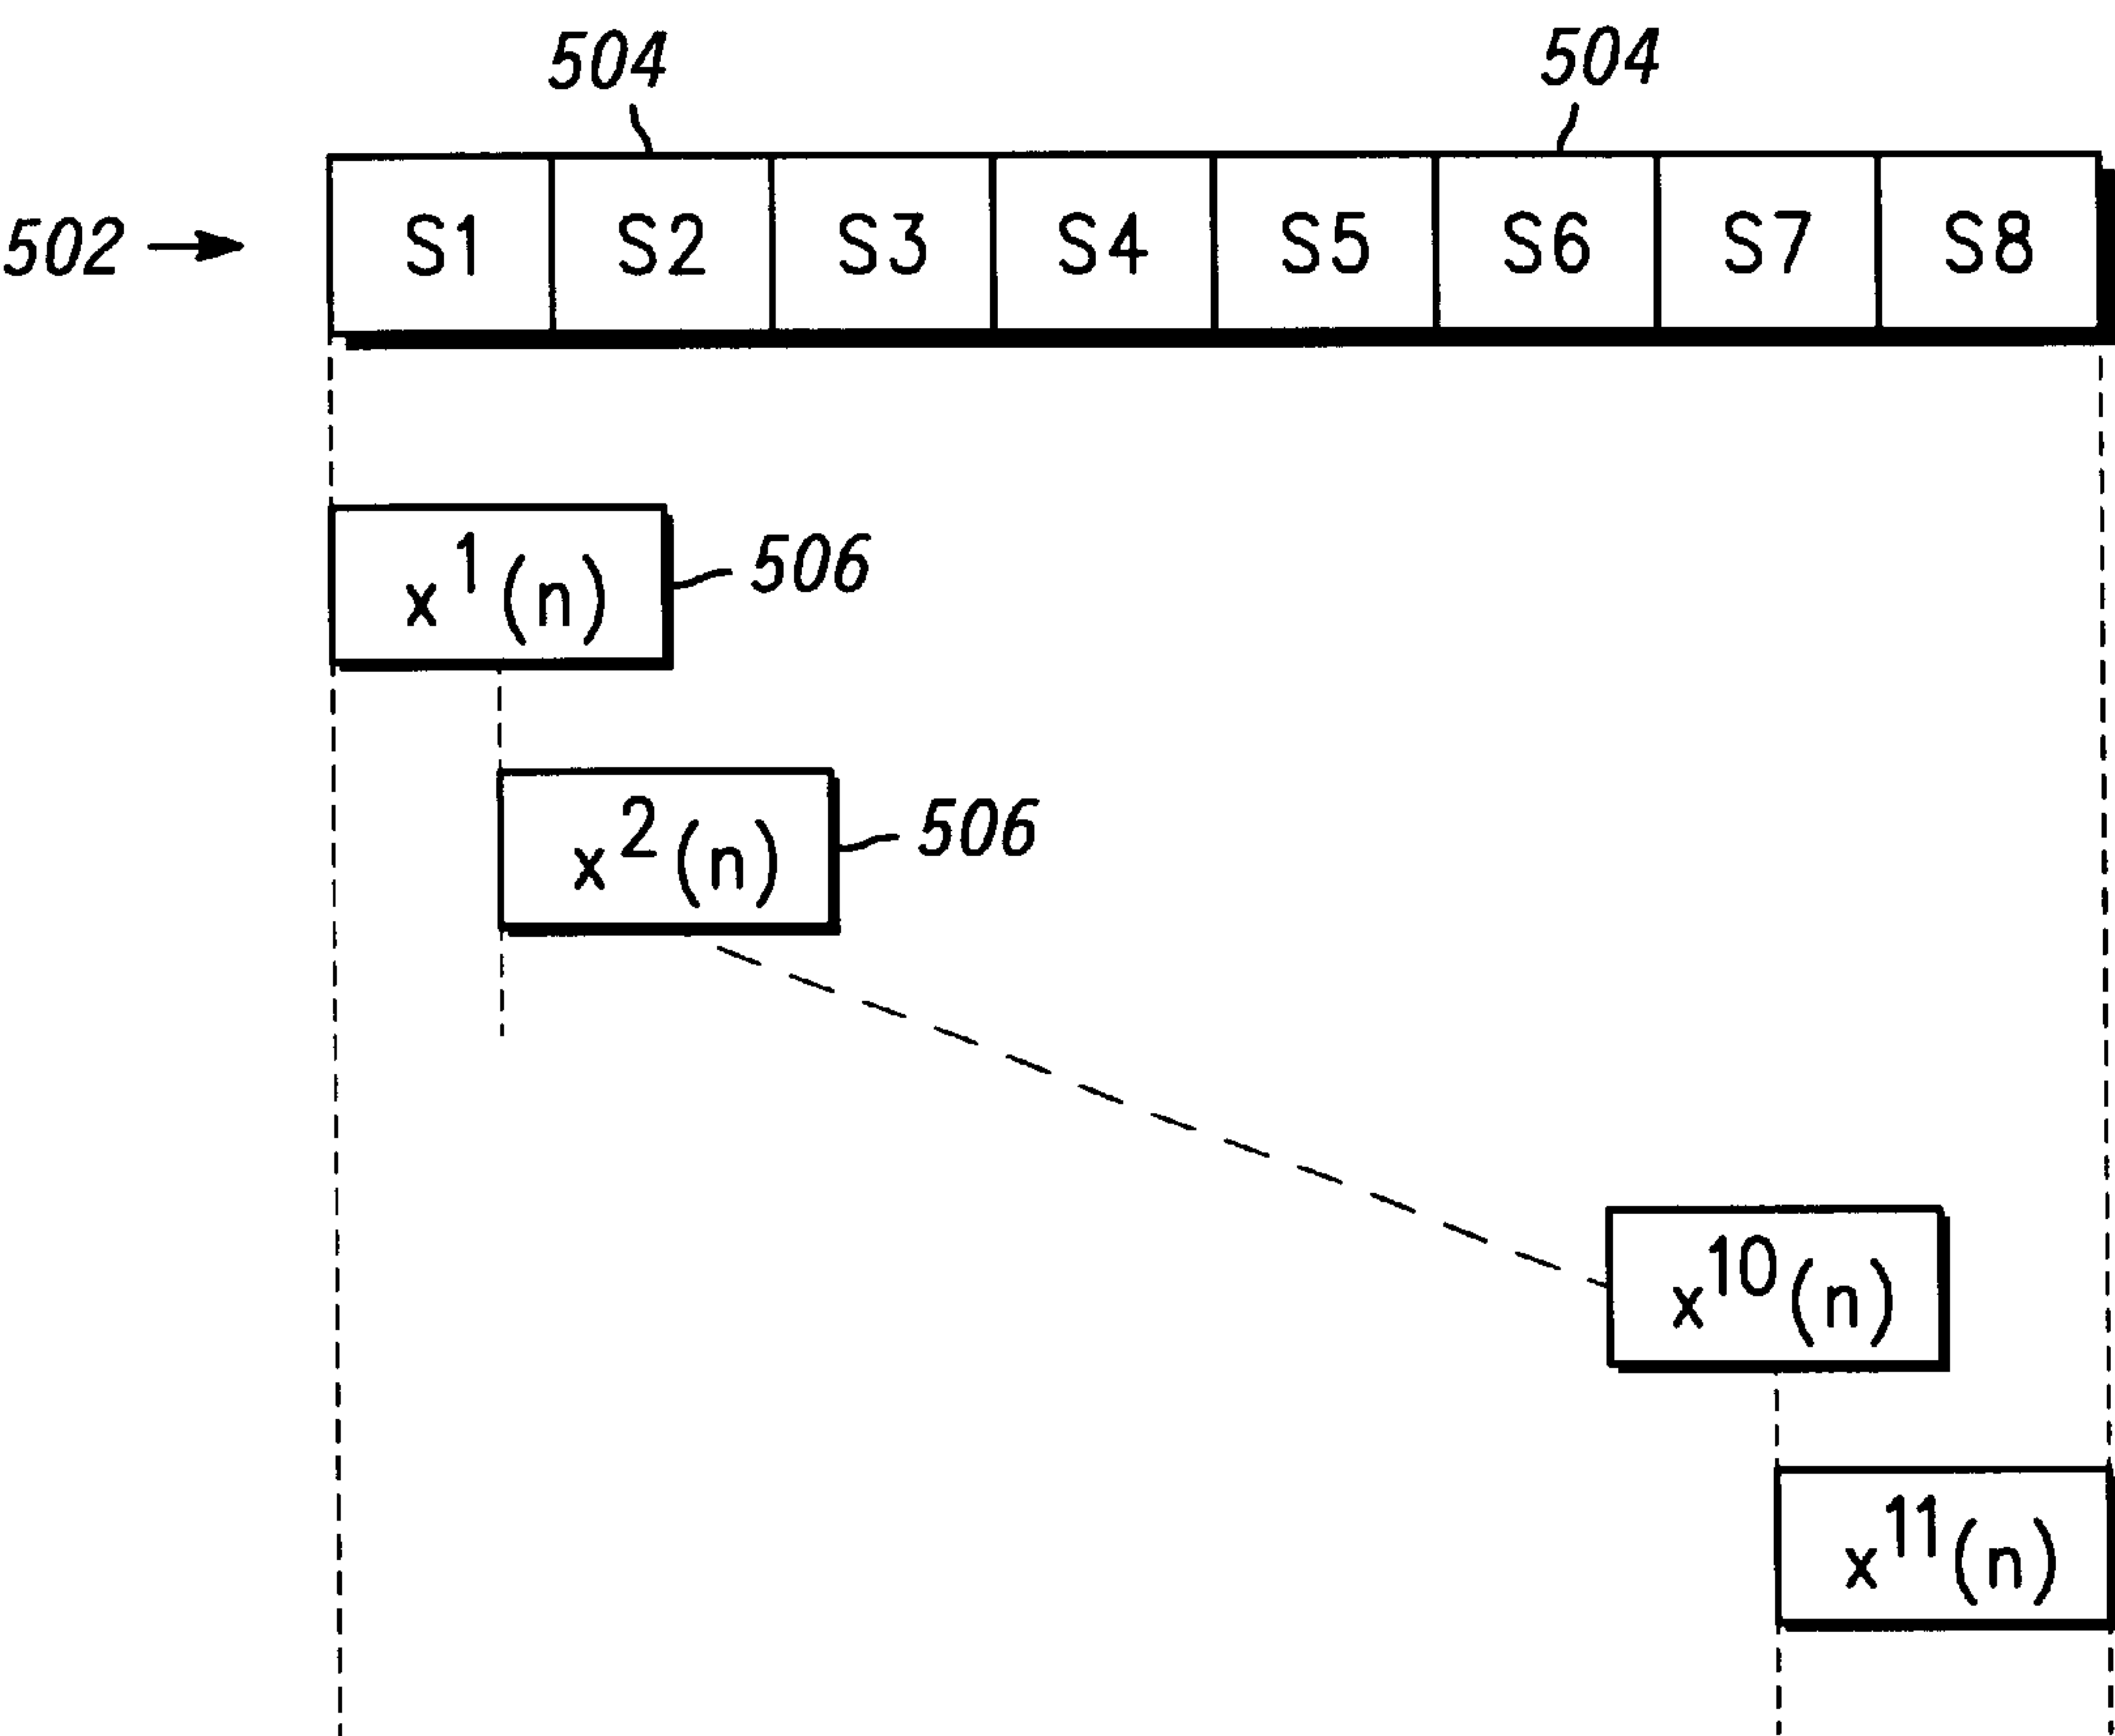 504 504
502 S1 S2 S3 S4 S5 S6 S7 S8
x¹(n) 506
x²(n) 506
x¹⁰(n)
x¹¹(n)